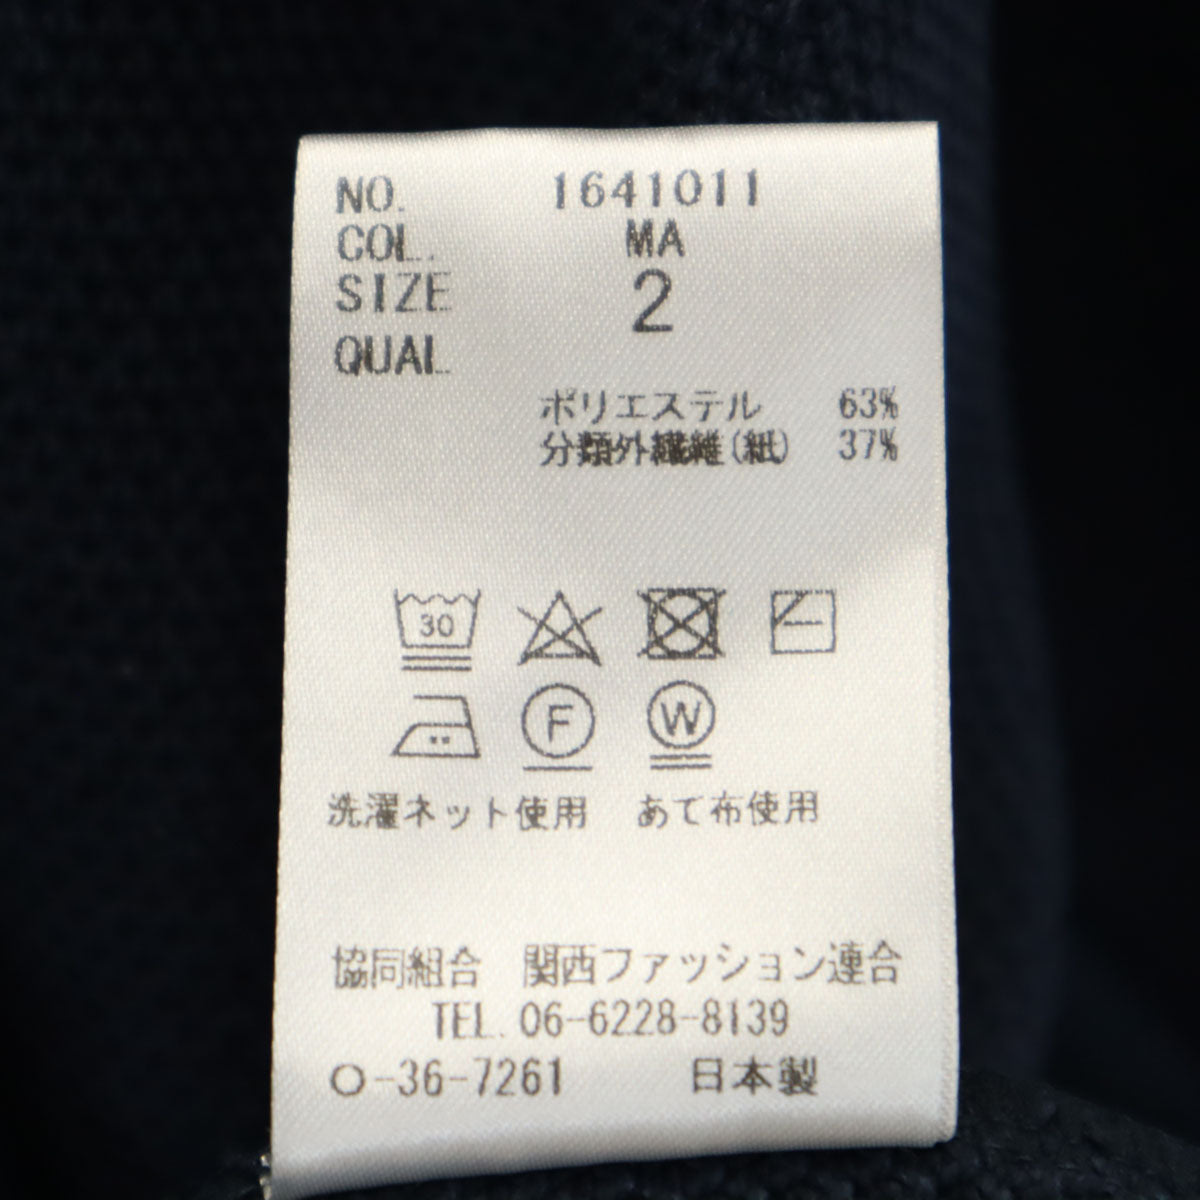 NO. 1641011
COL. MA
SIZE 2
QUAL
ポリエステル 63%
分類外繊維(紙) 37%
30
F W
洗濯ネット使用 あて布使用
協同組合 関西ファッション連合
TEL. 06-6228-8139
O-36-7261 日本製